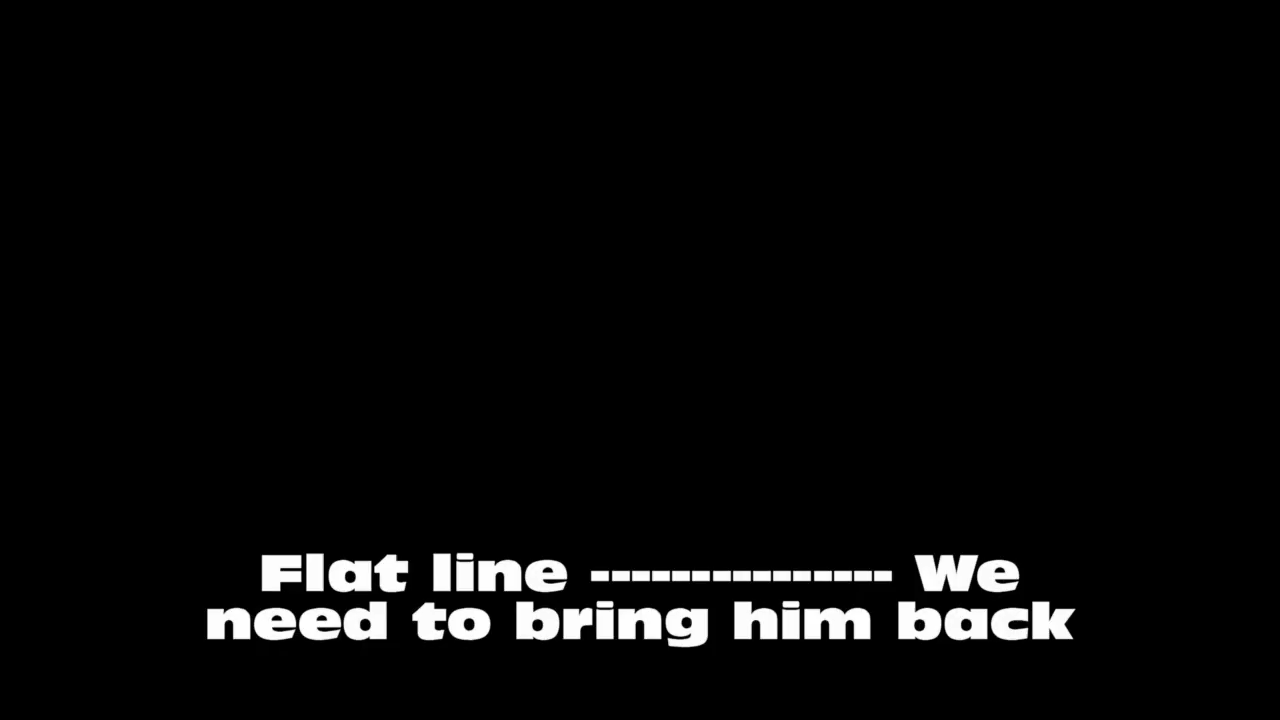 Flat line --------------- We
need to bring him back